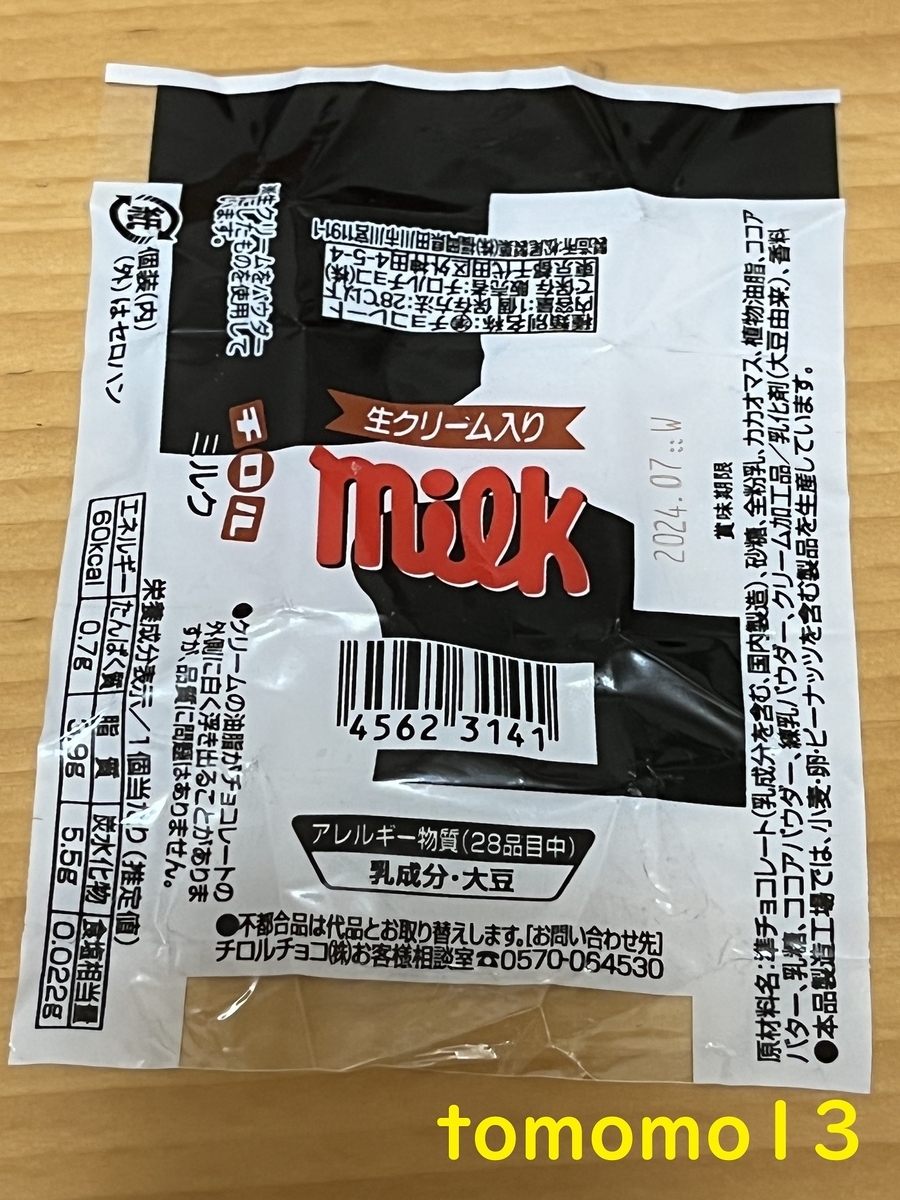 紙
個装(内)
(外)はセロハン
※生クリームをパウダー
したものを使用して
います。
種類別名称:準チョコレート
内容量:1個 保存方法:28℃以下
で保存 販売者:チロルチョコ(株)
東京都千代田区外神田4-5-4
製造所:松尾製菓(株)福岡県田川市川宮1191-1
チロル
ミルク
生クリーム入り
milk
2024.07::W
賞味期限
栄養成分表示/1個当たり(推定値)
エネルギー たんぱく質 脂質 炭水化物 食塩相当量
60kcal 0.7g 3.9g 5.5g 0.022g
●クリームの油脂がチョコレートの
外側に白く浮き出ることがありま
すが、品質に問題はありません。
4562 3141
アレルギー物質(28品目中)
乳成分・大豆
●不都合品は代品とお取り替えします。[お問い合わせ先]
チロルチョコ(株)お客様相談室☎0570-064530
原材料名:準チョコレート(乳成分を含む、国内製造)、砂糖、全粉乳、カカオマス、植物油脂、ココア
バター、乳糖、ココアパウダー、練乳パウダー、クリーム加工品/乳化剤(大豆由来)、香料
●本品製造工場では、小麦・卵・ピーナッツを含む製品を生産しています。
tomomo13